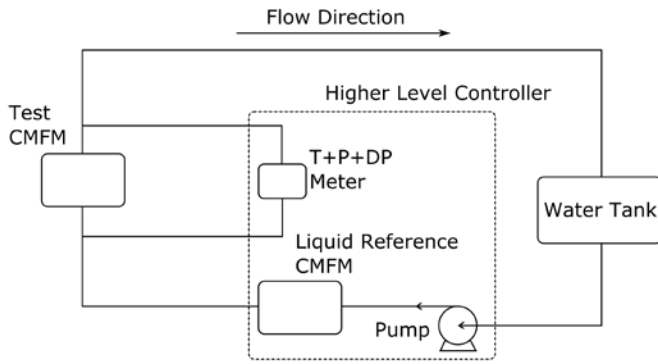 Flow Direction
Higher Level Controller
Test
CMFM
T+P+DP
Meter
Water Tank
Liquid Reference
CMFM
Pump